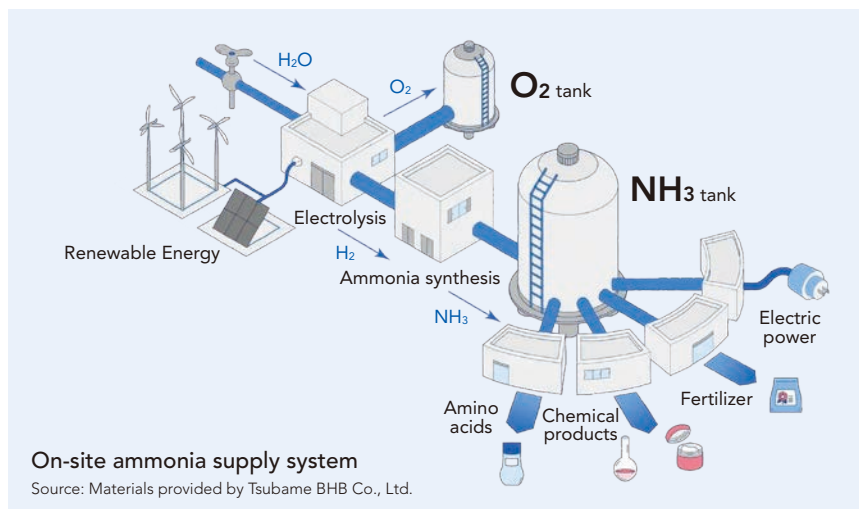 H₂O
O₂
O₂ tank
NH₃ tank
Electrolysis
Renewable Energy
H₂
Ammonia synthesis
NH₃
Electric
power
Fertilizer
Amino
acids
Chemical
products
On-site ammonia supply system
Source: Materials provided by Tsubame BHB Co., Ltd.